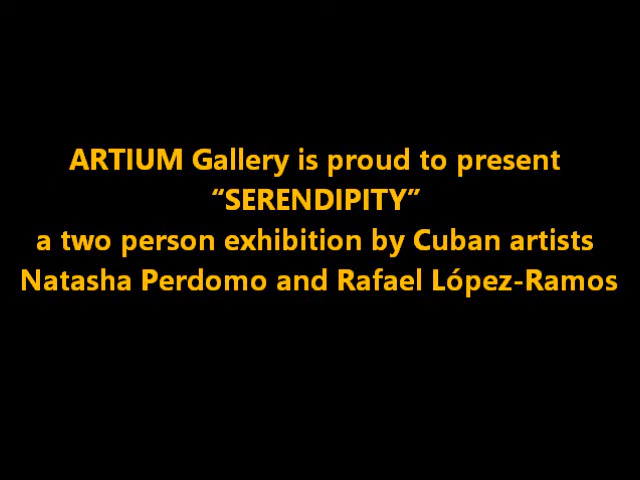 ARTIUM Gallery is proud to present
“SERENDIPITY”
a two person exhibition by Cuban artists
Natasha Perdomo and Rafael López-Ramos